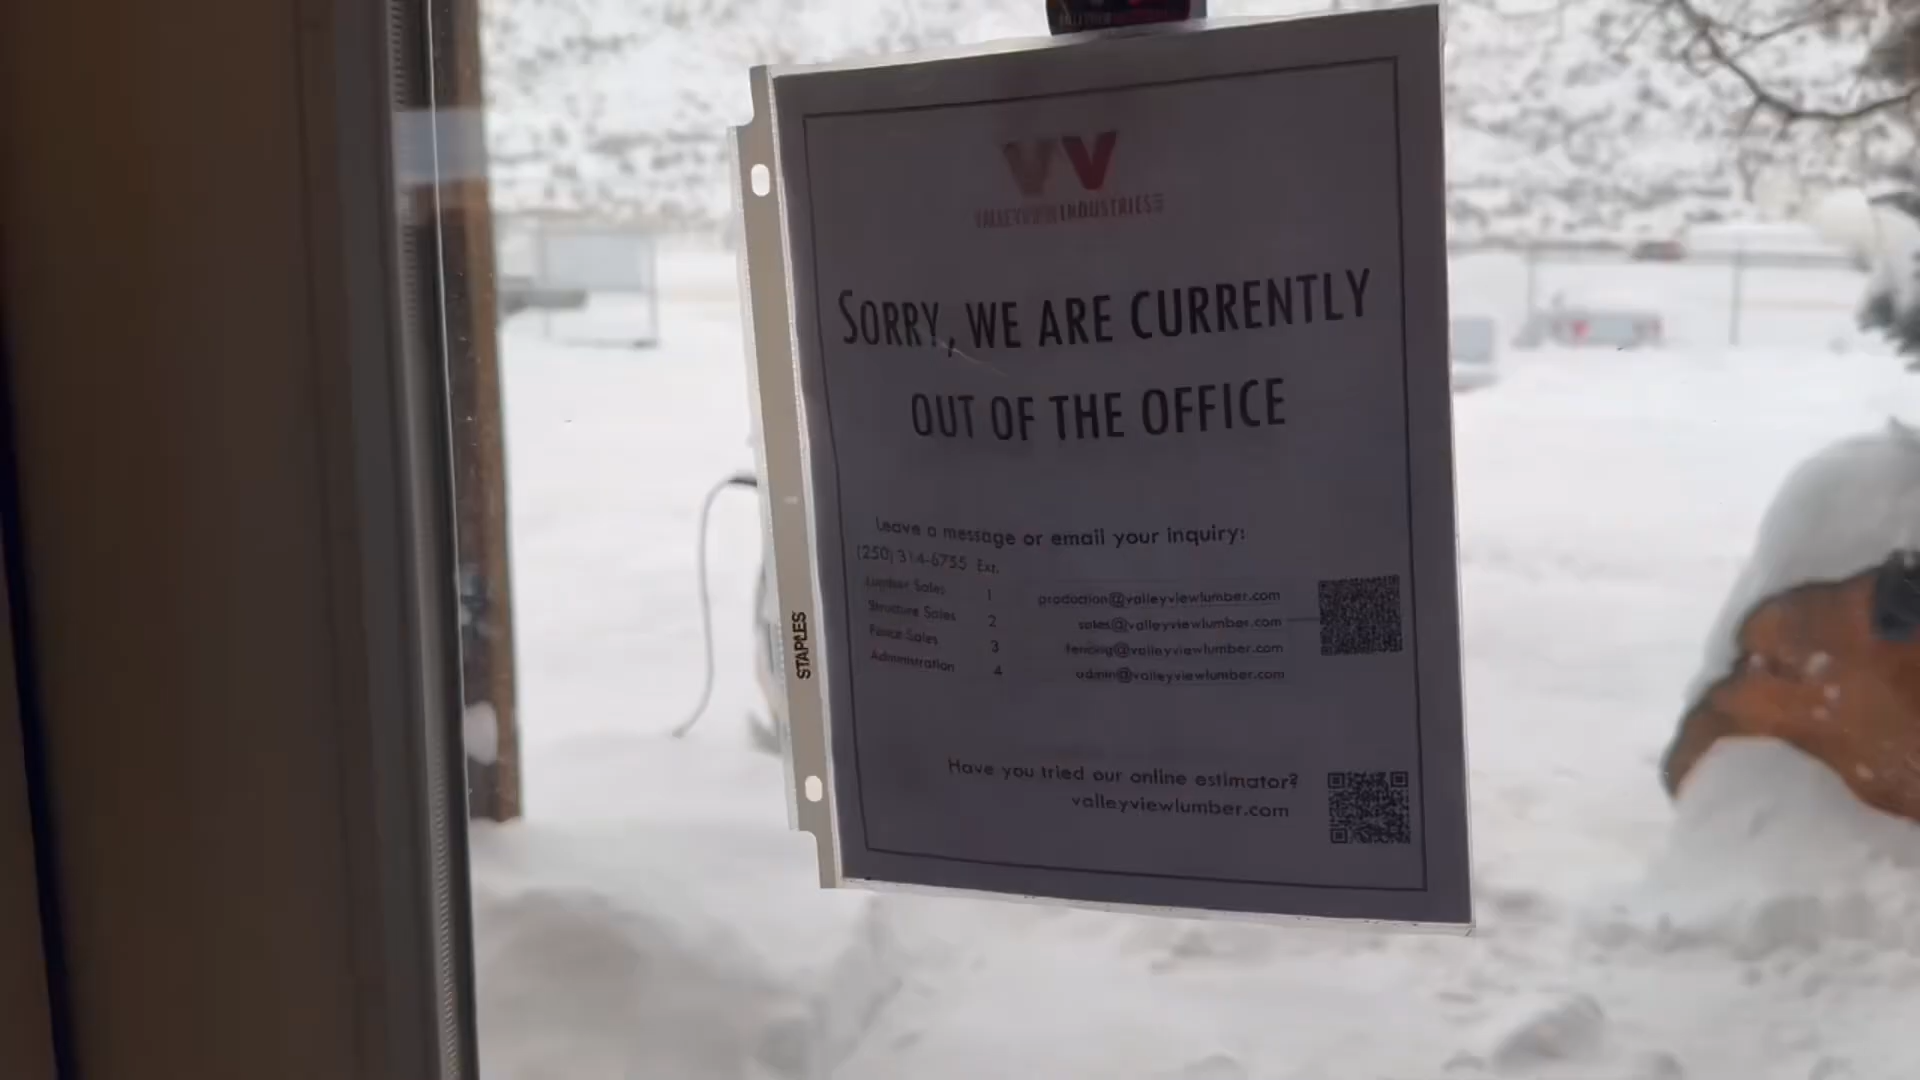 VV
VALLEYVIEW INDUSTRIES
SORRY, WE ARE CURRENTLY
OUT OF THE OFFICE
Leave a message or email your inquiry:
(250) 314-6755 Ext.
Lumber Sales 1 production@valleyviewlumber.com
Structure Sales 2 sales@valleyviewlumber.com
Fence Sales 3 fencing@valleyviewlumber.com
Administration 4 admin@valleyviewlumber.com
Have you tried our online estimator?
valleyviewlumber.com
STAPLES